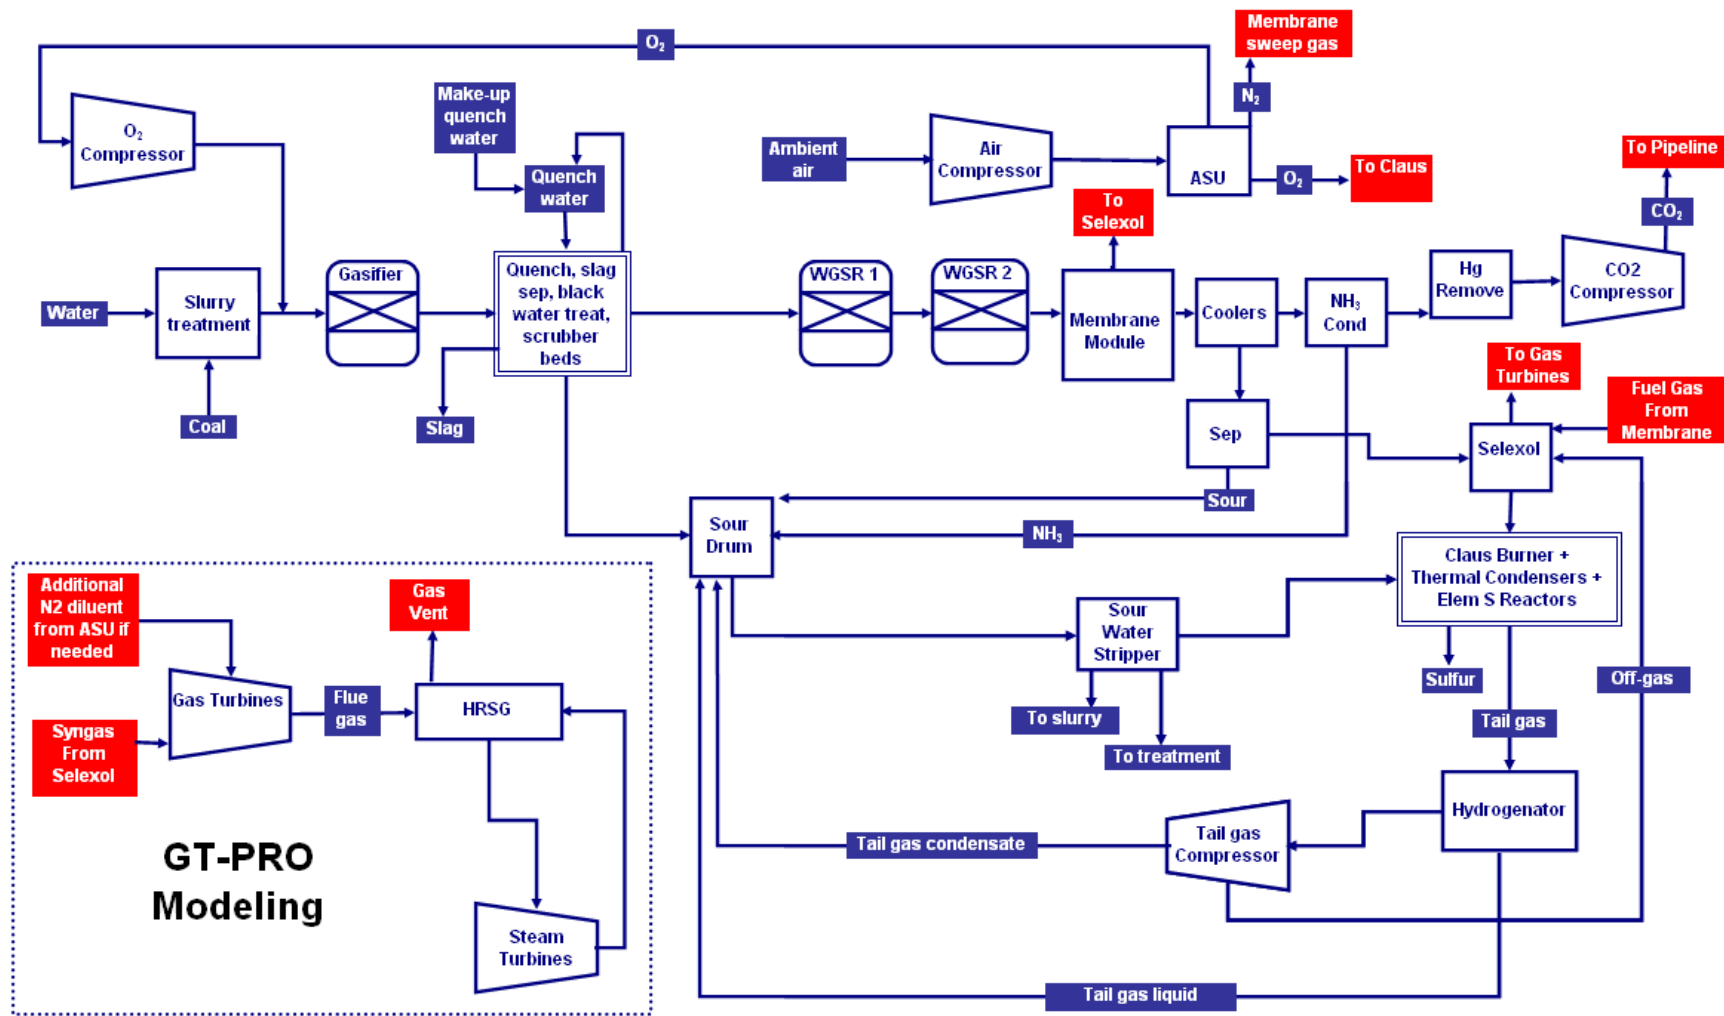 Membrane
sweep gas
O₂
Make-up
quench
water
N₂
O₂
Compressor
Ambient
air
Air
Compressor
ASU
O₂
To Claus
To Pipeline
CO₂
Quench
water
To
Selexol
Water
Slurry
treatment
Coal
Gasifier
Quench, slag
sep, black
water treat,
scrubber
beds
Slag
WGSR 1
WGSR 2
Membrane
Module
Coolers
NH₃
Cond
Hg
Remove
CO2
Compressor
To Gas
Turbines
Fuel Gas
From
Membrane
Sep
Selexol
Sour
Sour
Drum
NH₃
Claus Burner +
Thermal Condensers +
Elem S Reactors
Sour
Water
Stripper
Sulfur
Off-gas
To slurry
To treatment
Tail gas
Hydrogenator
Tail gas
Compressor
Tail gas condensate
Tail gas liquid
Additional
N2 diluent
from ASU if
needed
Gas
Vent
Gas Turbines
Flue
gas
HRSG
Syngas
From
Selexol
GT-PRO
Modeling
Steam
Turbines